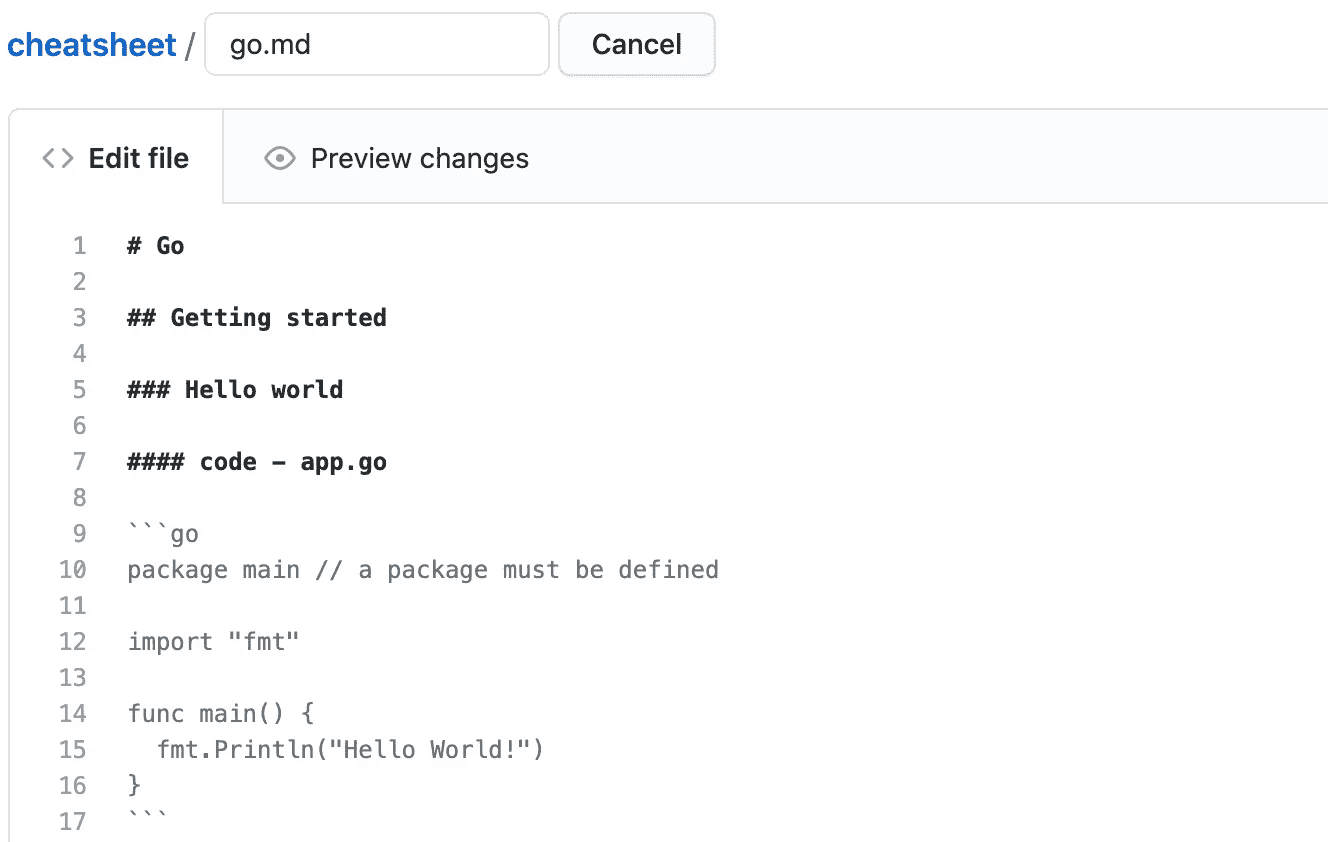 cheatsheet / go.md Cancel
Edit file Preview changes
1 # Go
2
3 ## Getting started
4
5 ### Hello world
6
7 #### code - app.go
8
9 ```go
10 package main // a package must be defined
11
12 import "fmt"
13
14 func main() {
15   fmt.Println("Hello World!")
16 }
17 ```